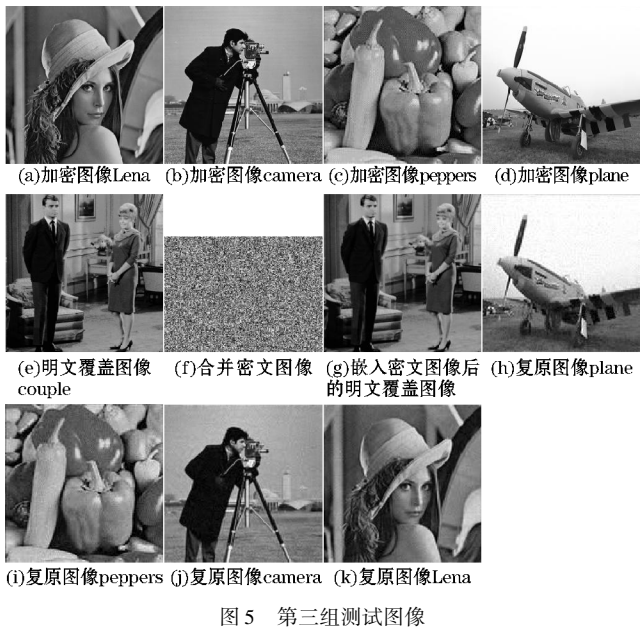 (a)加密图像Lena
(b)加密图像camera
(c)加密图像peppers
(d)加密图像plane
(e)明文覆盖图像
couple
(f)合并密文图像
(g)嵌入密文图像后
的明文覆盖图像
(h)复原图像plane
(i)复原图像peppers
(j)复原图像camera
(k)复原图像Lena
图5 第三组测试图像